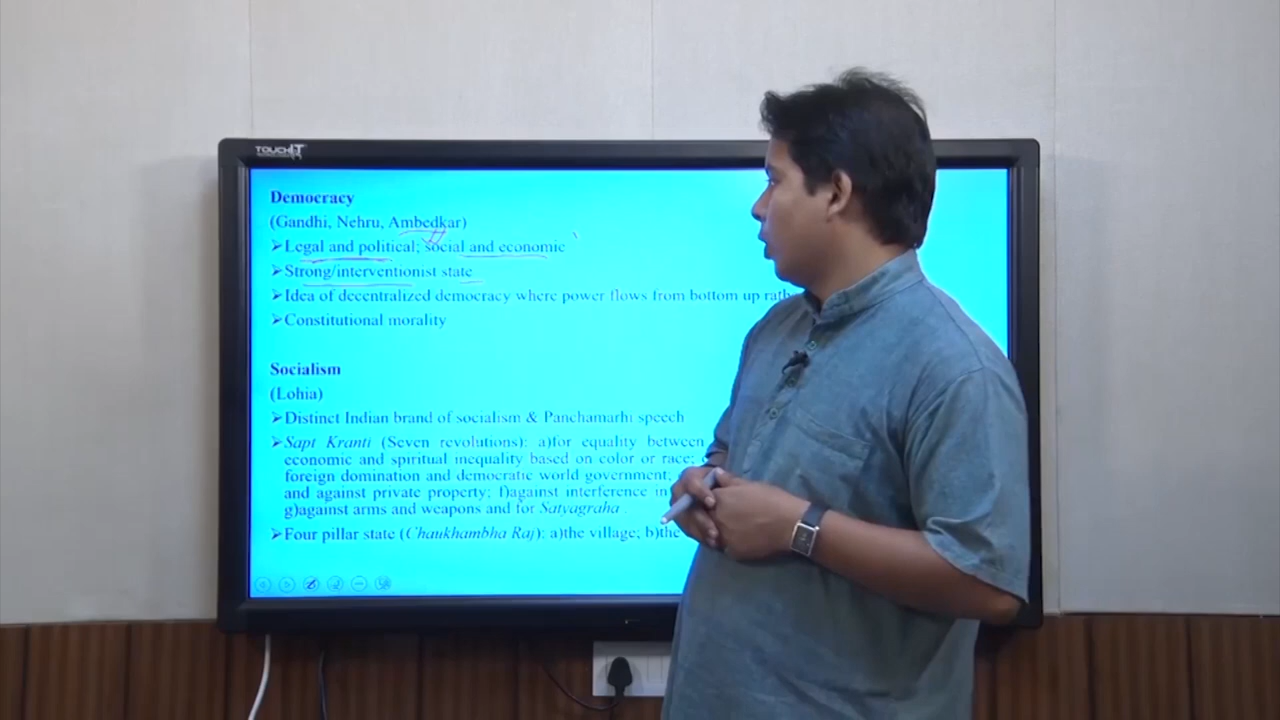 TOUCHIT
Democracy
(Gandhi, Nehru, Ambedkar)
➢Legal and political; social and economic
➢Strong/interventionist state
➢Idea of decentralized democracy where power flows from bottom up
➢Constitutional morality
Socialism
(Lohia)
➢Distinct Indian brand of socialism & Panchamarhi speech
➢Sapt Kranti (Seven revolutions): a)for equality between
economic and spiritual inequality based on color or race;
foreign domination and democratic world government;
and against private property; f)against interference in
g)against arms and weapons and for Satyagraha.
➢Four pillar state (Chaukhambha Raj): a)the village; b)the